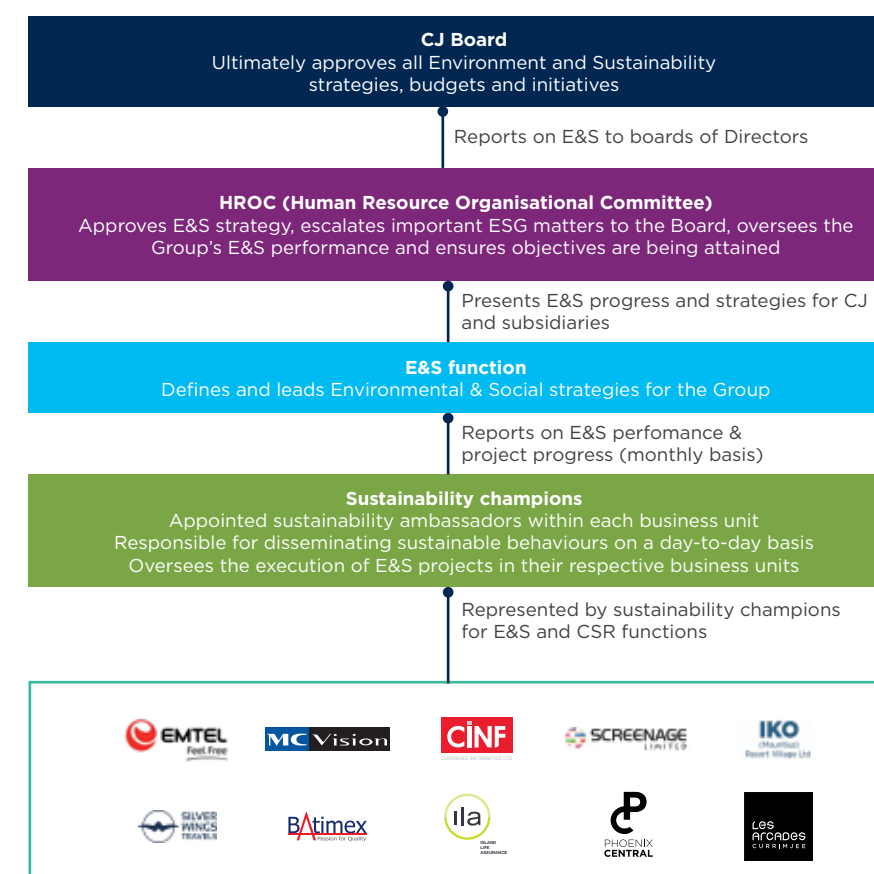 CJ Board
Ultimately approves all Environment and Sustainability
strategies, budgets and initiatives
Reports on E&S to boards of Directors
HROC (Human Resource Organisational Committee)
Approves E&S strategy, escalates important ESG matters to the Board, oversees the
Group's E&S performance and ensures objectives are being attained
Presents E&S progress and strategies for CJ
and subsidiaries
E&S function
Defines and leads Environmental & Social strategies for the Group
Reports on E&S perfomance &
project progress (monthly basis)
Sustainability champions
Appointed sustainability ambassadors within each business unit
Responsible for disseminating sustainable behaviours on a day-to-day basis
Oversees the execution of E&S projects in their respective business units
Represented by sustainability champions
for E&S and CSR functions
EMTEL
Feel Free
MC Vision
CiNF
CURRIMJEE INFORMATICS LTD
SCREENAGE
LIMITED
IKO
(Mauritius)
Resort Village Ltd
SILVER
WINGS
TRAVELS
BAtimex
Passion for Quality
ila
ISLAND
LIFE
ASSURANCE
PHOENIX
CENTRAL
LES
ARCADES
CURRIMJEE